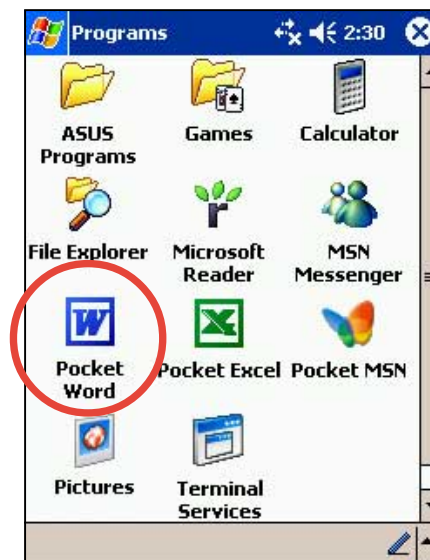 Programs 2:30
ASUS Programs
Games
Calculator
File Explorer
Microsoft Reader
MSN Messenger
Pocket Word
Pocket Excel
Pocket MSN
Pictures
Terminal Services